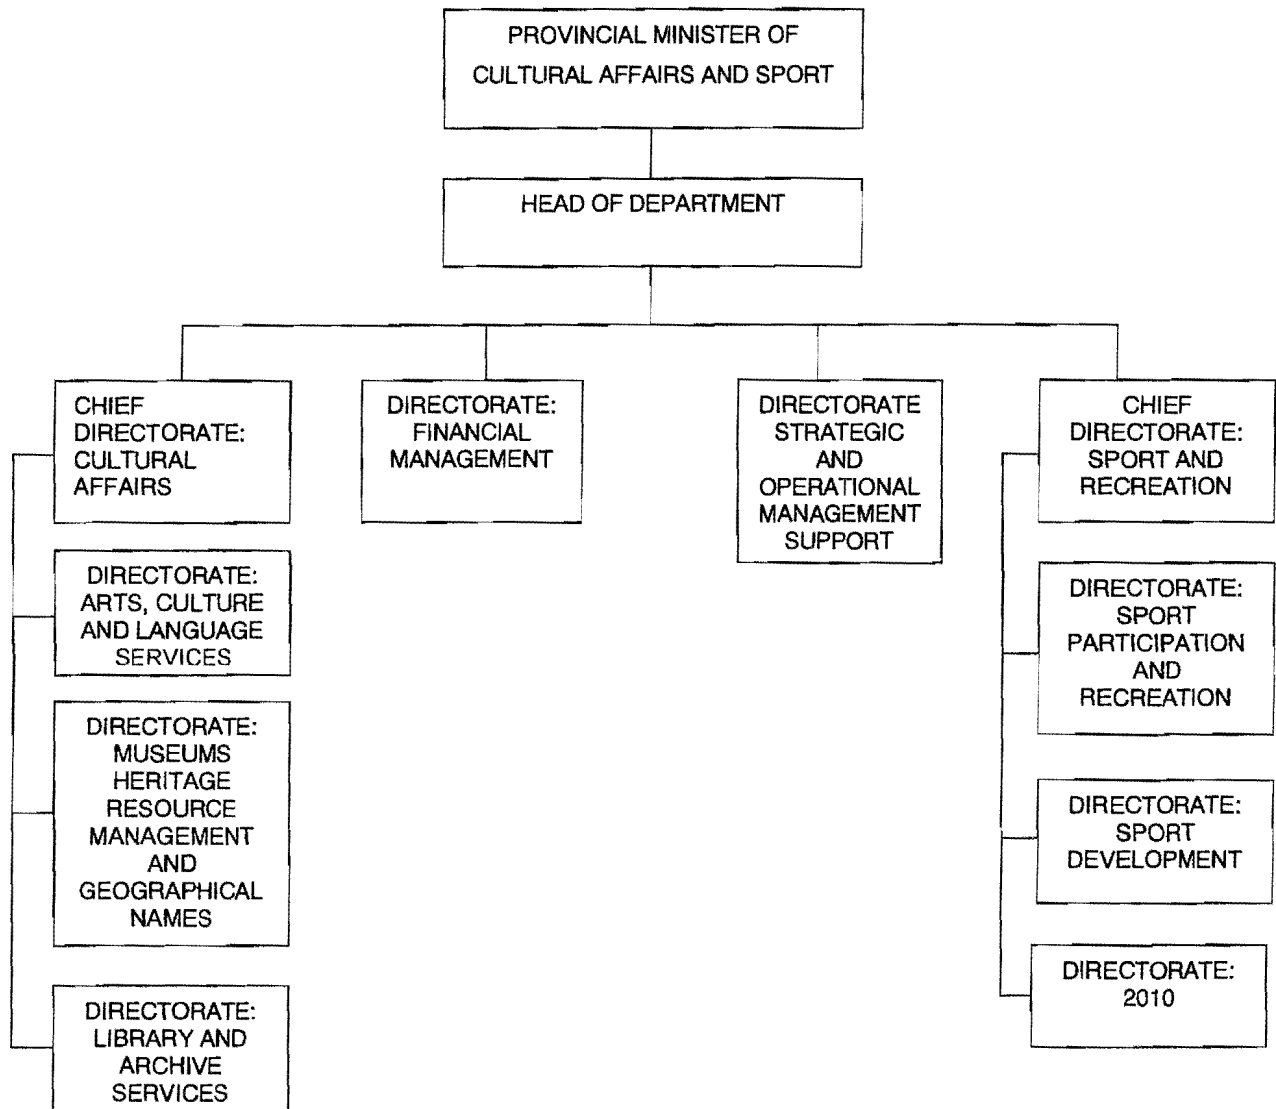 PROVINCIAL MINISTER OF
CULTURAL AFFAIRS AND SPORT
HEAD OF DEPARTMENT
CHIEF
DIRECTORATE:
CULTURAL
AFFAIRS
DIRECTORATE:
ARTS, CULTURE
AND LANGUAGE
SERVICES
DIRECTORATE:
MUSEUMS
HERITAGE
RESOURCE
MANAGEMENT
AND
GEOGRAPHICAL
NAMES
DIRECTORATE:
LIBRARY AND
ARCHIVE
SERVICES
DIRECTORATE:
FINANCIAL
MANAGEMENT
DIRECTORATE
STRATEGIC
AND
OPERATIONAL
MANAGEMENT
SUPPORT
CHIEF
DIRECTORATE:
SPORT AND
RECREATION
DIRECTORATE:
SPORT
PARTICIPATION
AND
RECREATION
DIRECTORATE:
SPORT
DEVELOPMENT
DIRECTORATE:
2010